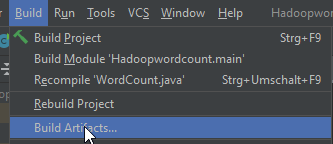 Build Run Tools VCS Window Help Hadoopwordcou
Build Project Strg+F9
Build Module 'Hadoopwordcount.main'
Recompile 'WordCount.java' Strg+Umschalt+F9
Rebuild Project
Build Artifacts...